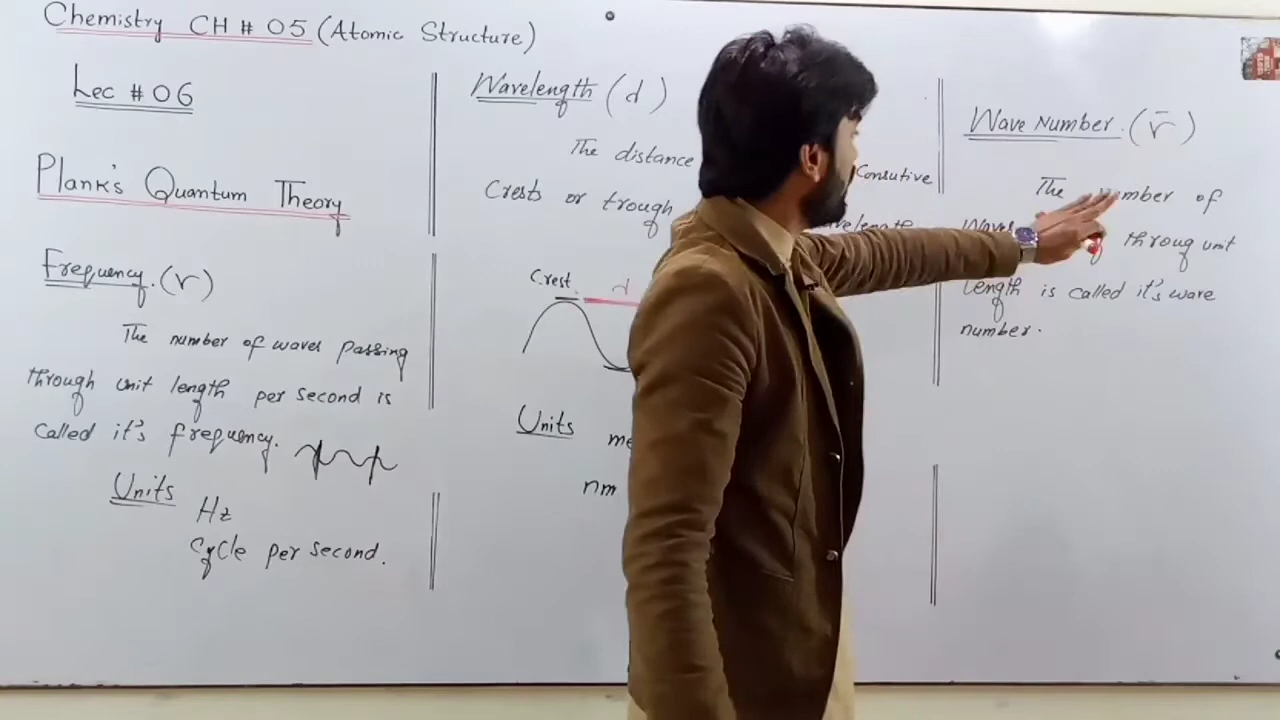 Chemistry CH # 05 (Atomic Structure)
Lec # 06
Plank's Quantum Theory
Frequency. (ν)
The number of waves passing
through unit length per second is
called it's frequency.
Units
Hz
Cycle per second.
Wavelength (d)
The distance
Consutive
Crests or trough
Crest.
Units
nm
Wave Number. (ν̅)
The number of
throug unit
length is called it's wave
number.